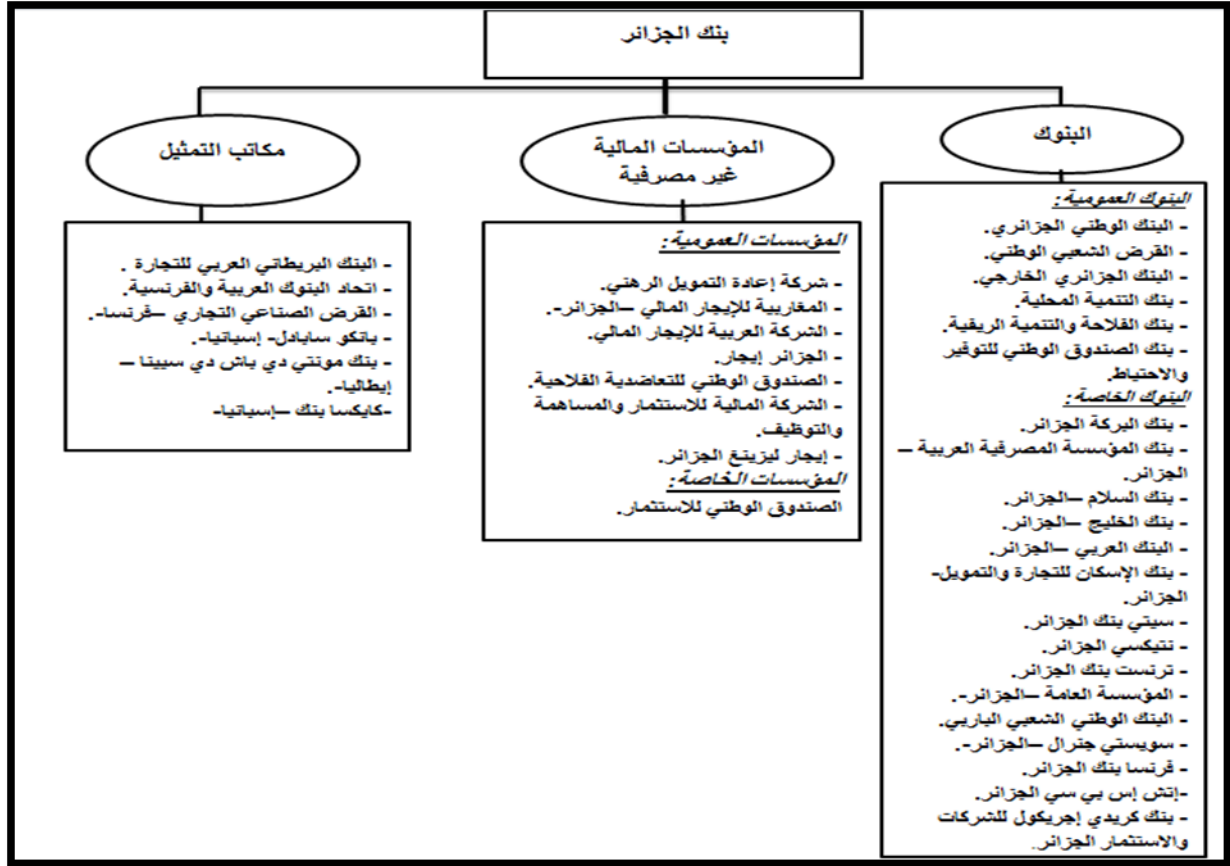 بنك الجزائر
البنوك
البنوك العمومية:
- البنك الوطني الجزائري.
- القرض الشعبي الوطني.
- البنك الجزائري الخارجي.
- بنك التنمية المحلية.
- بنك الفلاحة والتنمية الريفية.
- بنك الصندوق الوطني للتوفير
والاحتياط.
البنوك الخاصة:
- بنك البركة الجزائر.
- بنك المؤسسة المصرفية العربية –
الجزائر.
- بنك السلام –الجزائر.
- بنك الخليج –الجزائر.
- البنك العربي –الجزائر.
- بنك الإسكان للتجارة والتمويل-
الجزائر.
- سيتي بنك الجزائر.
- نتيكسي الجزائر.
- ترتست بنك الجزائر.
- المؤسسة العامة –الجزائر-.
- البنك الوطني الشعبي الباريي.
- سويستي جنرال –الجزائر-.
- فرنسا بنك الجزائر.
-إتش إس بي سي الجزائر.
- بنك كريدي إجريكول للشركات
والاستثمار الجزائر.
المؤسسات المالية
غير مصرفية
المؤسسات العمومية:
- شركة إعادة التمويل الرهني.
- المغاربية للإيجار المالي –الجزائر-.
- الشركة العربية للإيجار المالي.
- الجزائر إيجار.
- الصندوق الوطني للتعاضدية الفلاحية.
- الشركة المالية للاستثمار والمساهمة
والتوظيف.
- إيجار ليزينغ الجزائر.
المؤسسات الخاصة:
الصندوق الوطني للاستثمار.
مكاتب التمثيل
- البنك البريطاني العربي للتجارة .
- اتحاد البنوك العربية والفرنسية.
- القرض الصناعي التجاري –فرنسا-.
- بانكو سابادل- إسبانيا-.
- بنك مونتي دي باش دي سيينا –
إيطاليا-.
-كايكسا بنك –إسبانيا-